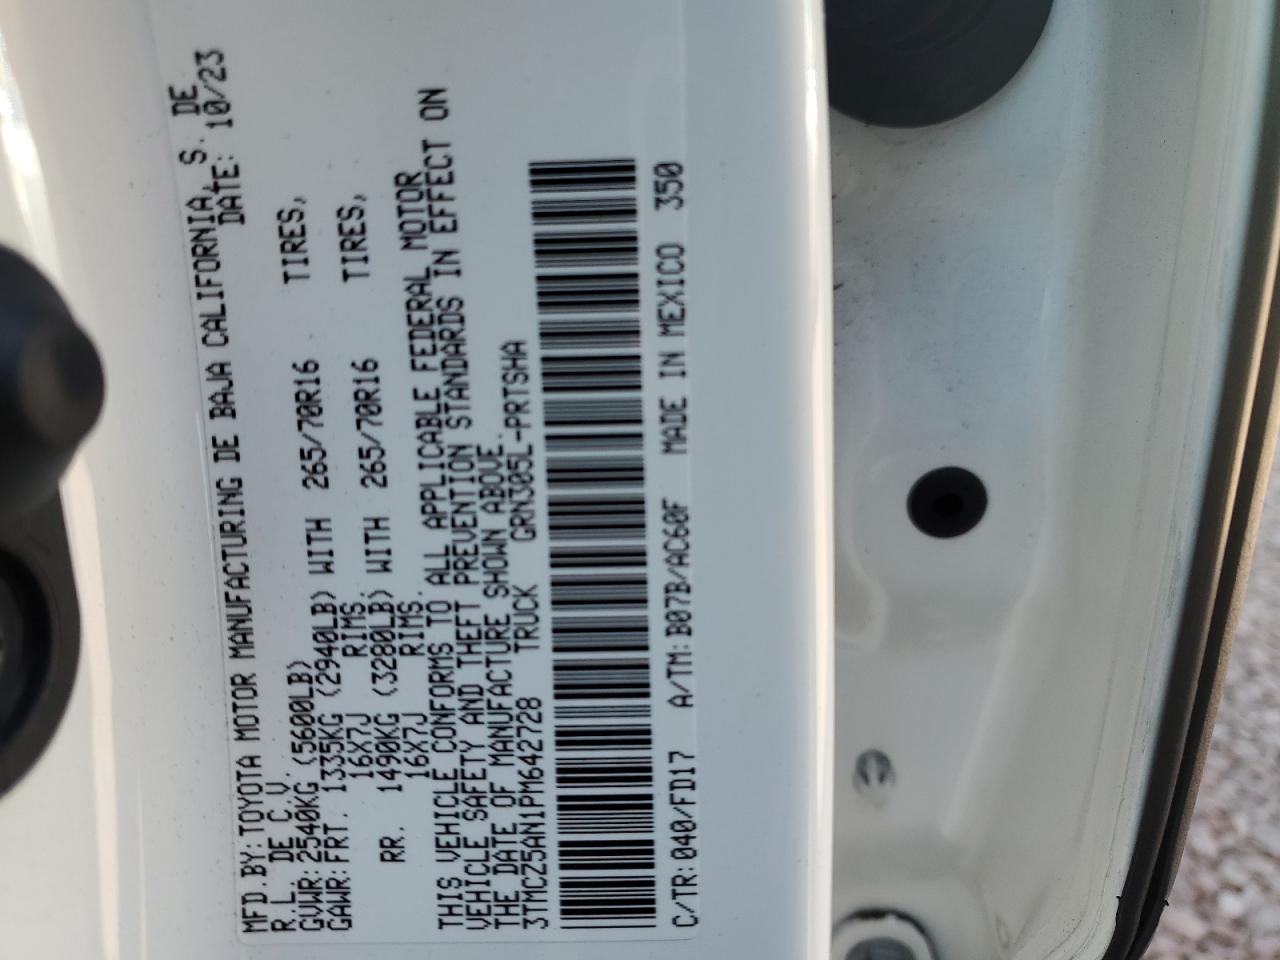 MFD.BY:TOYOTA MOTOR MANUFACTURING DE BAJA CALIFORNIA, S. DE
R.L. DE C.V. DATE: 10/23
GVWR:2540KG (5600LB)
GAWR:FRT. 1335KG (2940LB) WITH 265/70R16 TIRES,
16X7J RIMS.
RR. 1490KG (3280LB) WITH 265/70R16 TIRES,
16X7J RIMS.
THIS VEHICLE CONFORMS TO ALL APPLICABLE FEDERAL MOTOR
VEHICLE SAFETY AND THEFT PREVENTION STANDARDS IN EFFECT ON
THE DATE OF MANUFACTURE SHOWN ABOVE.
3TMCZ5AN1PM642728 TRUCK GRN305L-PRTSHA
C/TR:040/FD17 A/TM:B07B/AC60F MADE IN MEXICO 350